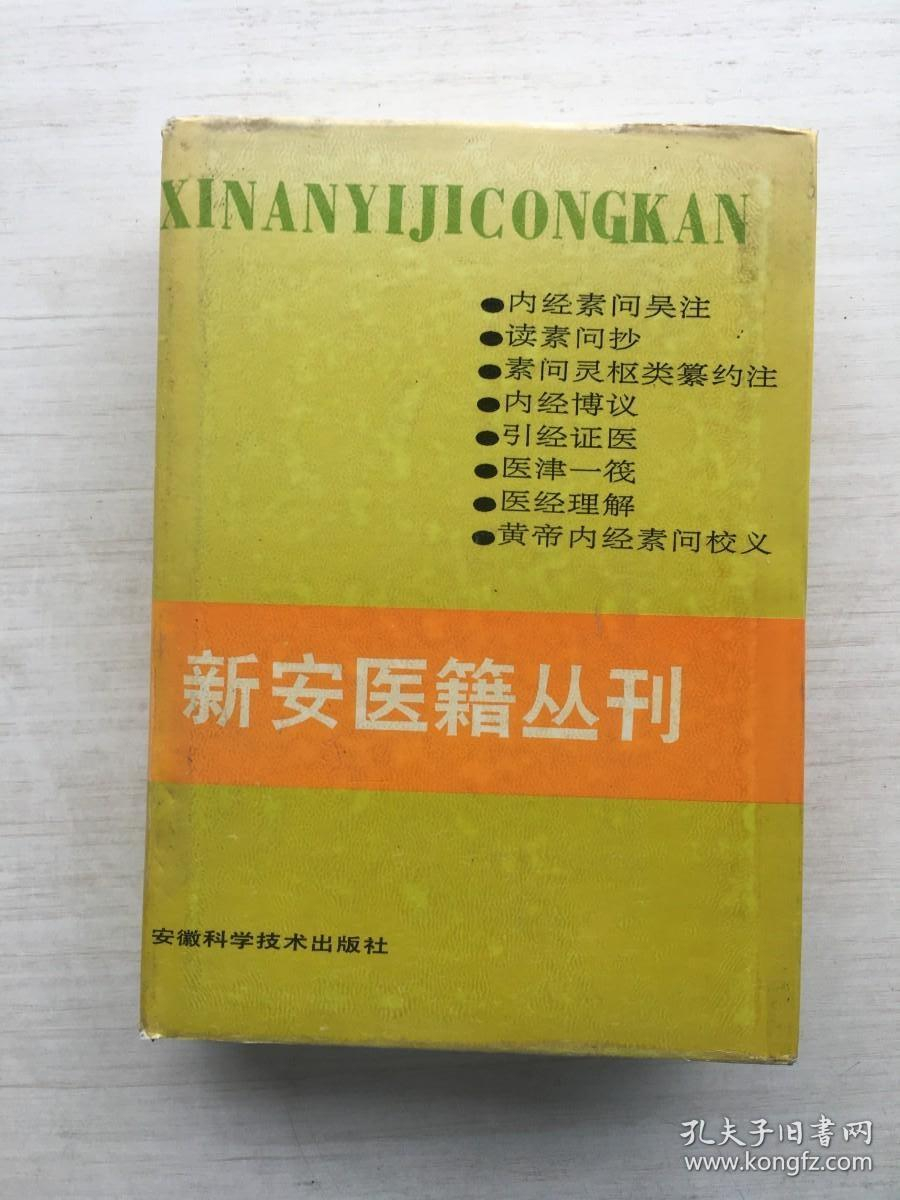 XINANYIJICONGKAN
●内经素问吴注
●读素问抄
●素问灵枢类纂约注
●内经博议
●引经证医
●医津一筏
●医经理解
●黄帝内经素问校义
新安医籍丛刊
安徽科学技术出版社
孔夫子旧书网
www.kongfz.com